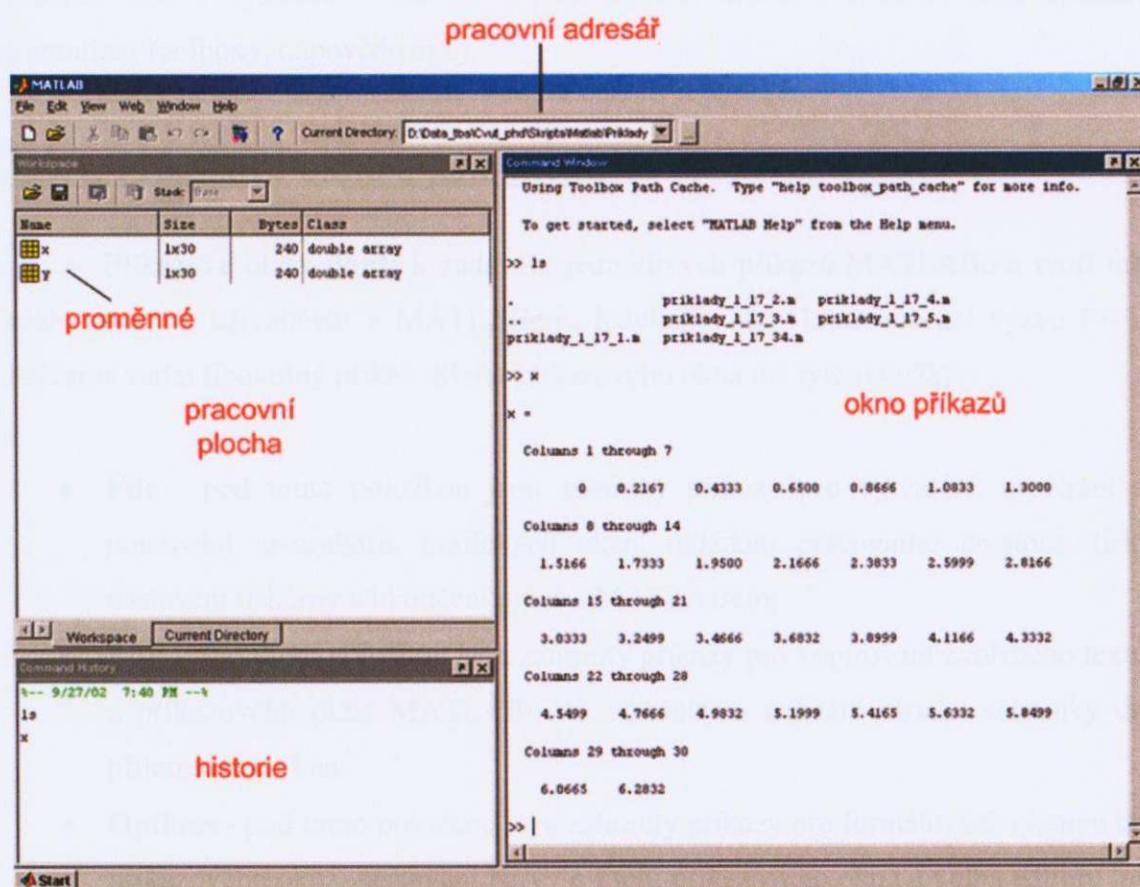 pracovní adresář
MATLAB
File Edit View Web Window Help
Current Directory: D:\Data_tba\Cvut_phd\Skripta\Matlab\Priklady
Workspace
Stack: Base
Name Size Bytes Class
x 1x30 240 double array
y 1x30 240 double array
proměnné
pracovní
plocha
Workspace Current Directory
Command History
%-- 9/27/02 7:40 PM --%
ls
x
historie
Start
Command Window
Using Toolbox Path Cache. Type "help toolbox_path_cache" for more info.
To get started, select "MATLAB Help" from the Help menu.
>> ls
. priklady_1_17_2.m priklady_1_17_4.m
.. priklady_1_17_3.m priklady_1_17_5.m
priklady_1_17_1.m priklady_1_17_34.m
>> x
okno příkazů
x =
Columns 1 through 7
0 0.2167 0.4333 0.6500 0.8666 1.0833 1.3000
Columns 8 through 14
1.5166 1.7333 1.9500 2.1666 2.3833 2.5999 2.8166
Columns 15 through 21
3.0333 3.2499 3.4666 3.6832 3.8999 4.1166 4.3332
Columns 22 through 28
4.5499 4.7666 4.9832 5.1999 5.4165 5.6332 5.8499
Columns 29 through 30
6.0665 6.2832
>>